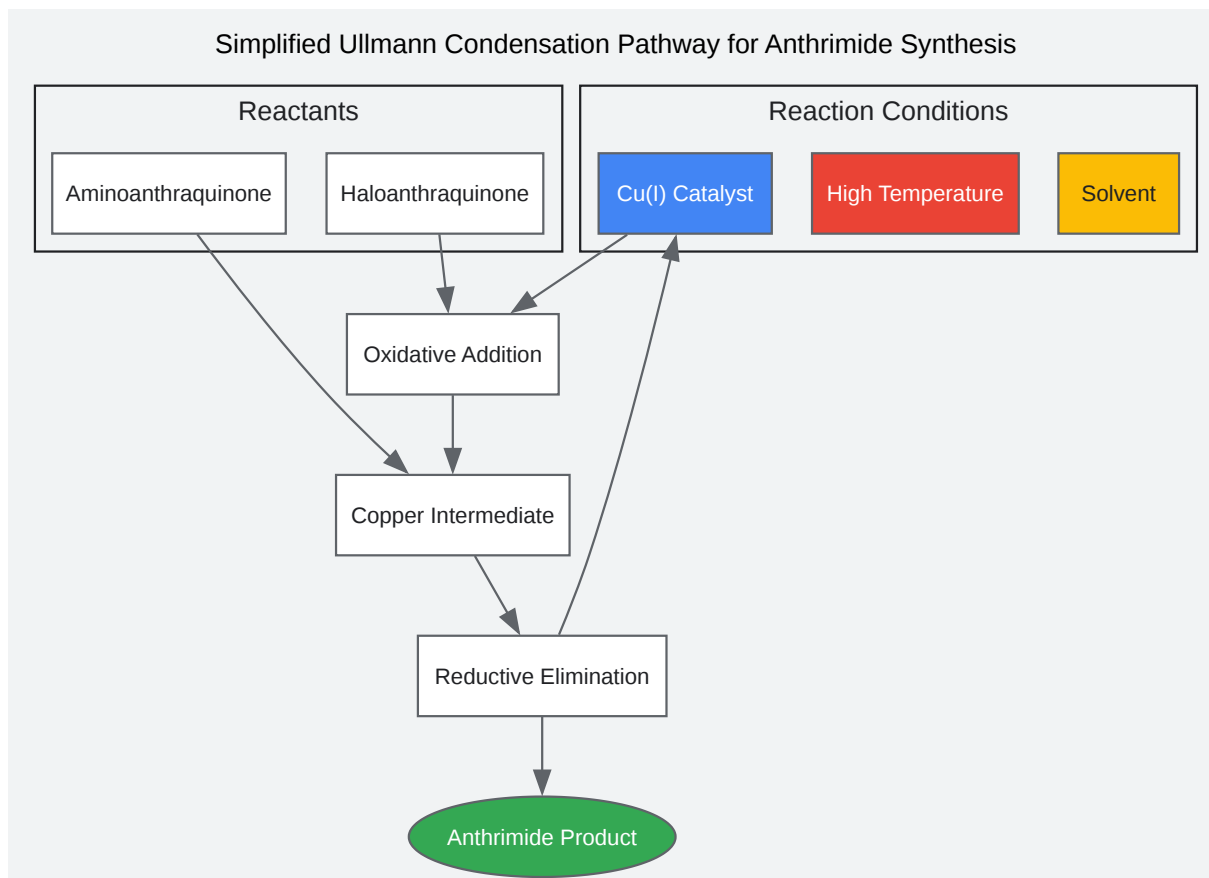 Simplified Ullmann Condensation Pathway for Anthrimide Synthesis
Reactants
Reaction Conditions
Aminoanthraquinone
Haloanthraquinone
Cu(I) Catalyst
High Temperature
Solvent
Oxidative Addition
Copper Intermediate
Reductive Elimination
Anthrimide Product